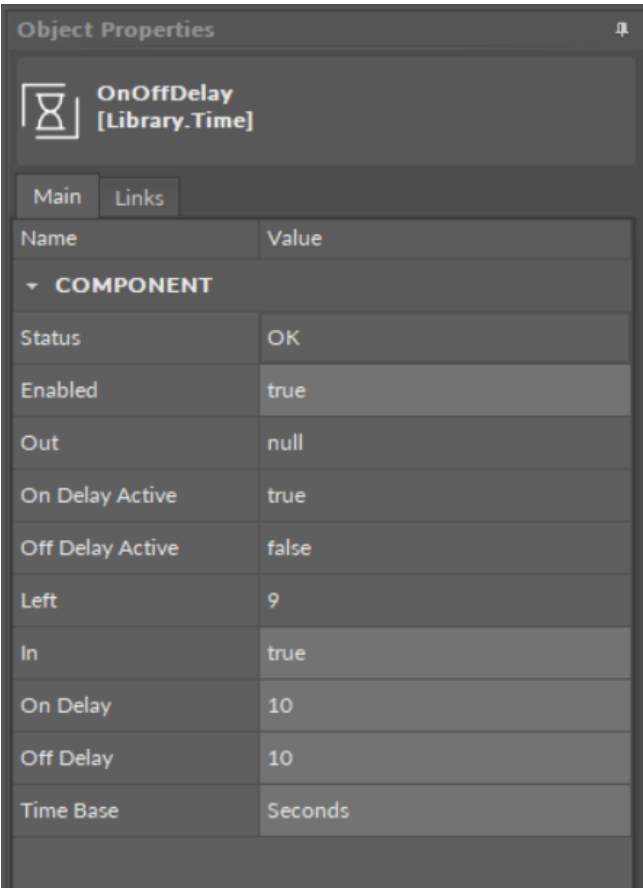 Object Properties
OnOffDelay
[Library.Time]
Main Links
Name Value
COMPONENT
Status OK
Enabled true
Out null
On Delay Active true
Off Delay Active false
Left 9
In true
On Delay 10
Off Delay 10
Time Base Seconds